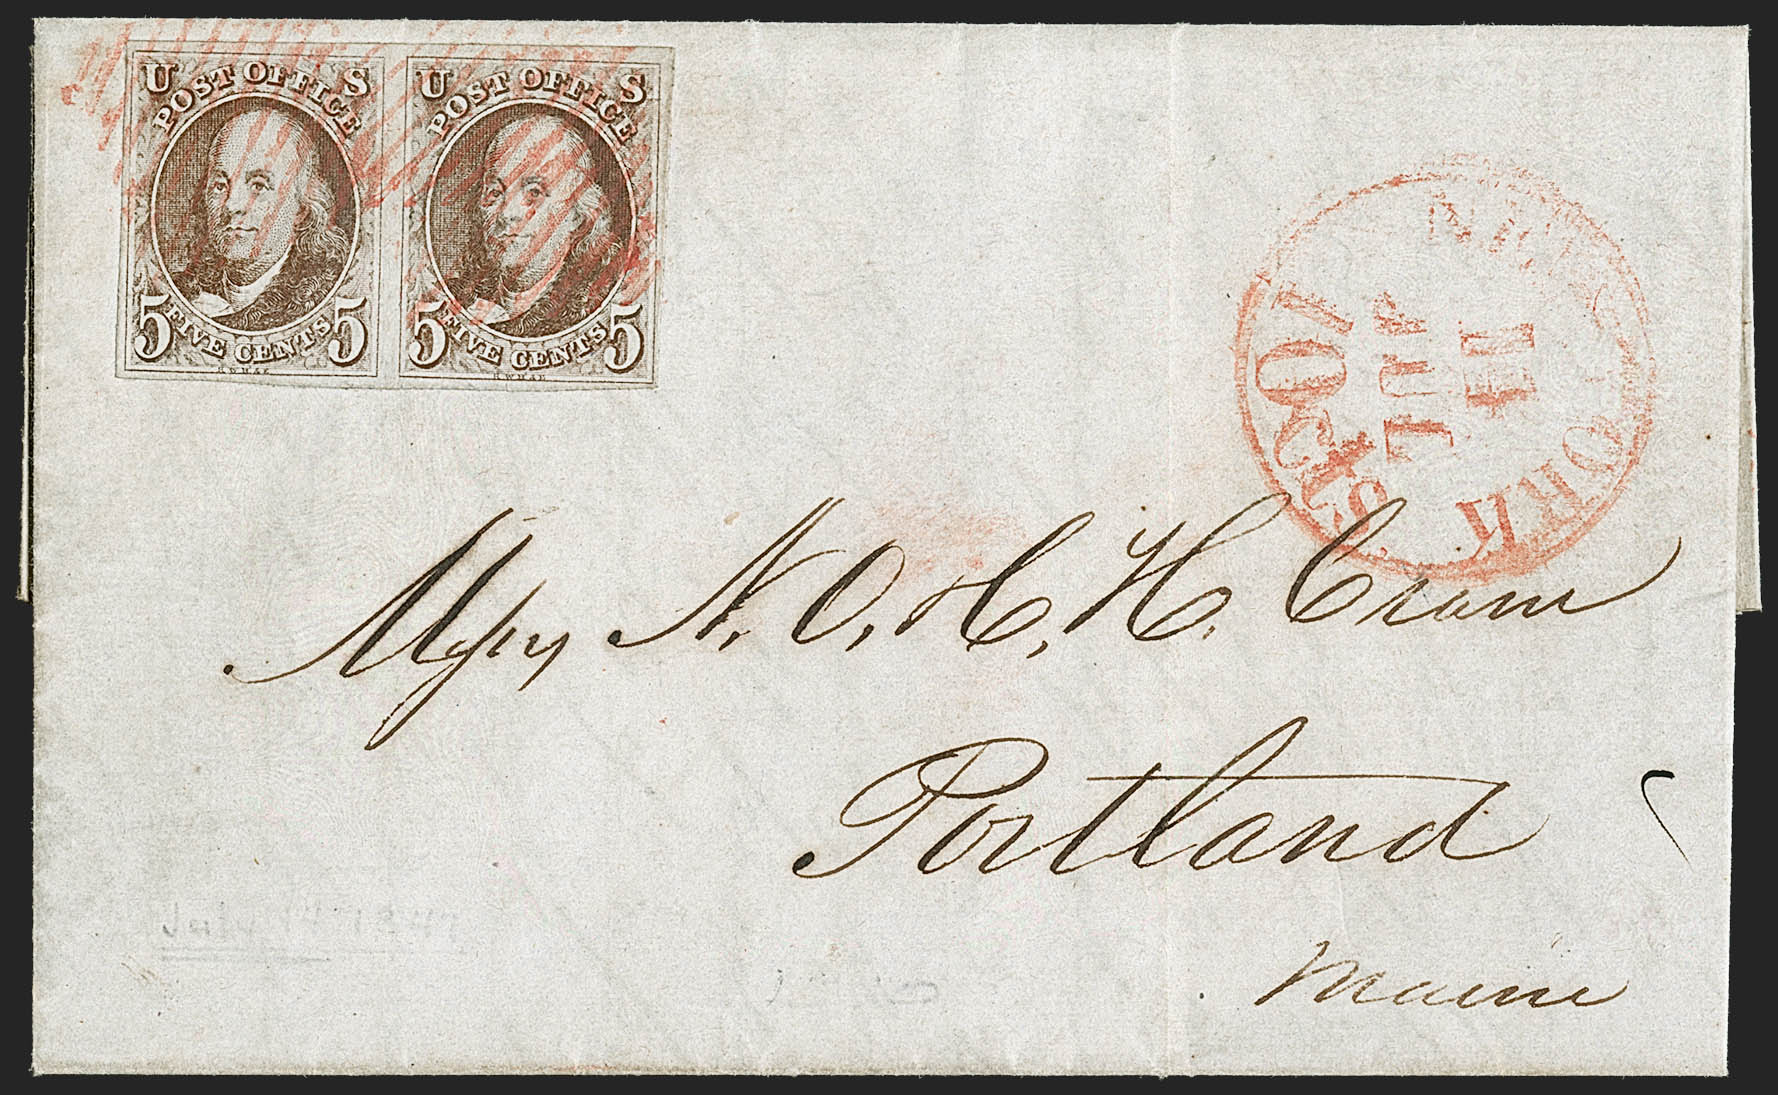 U S
POST OFFICE
5 FIVE CENTS 5
R W H & E
U S
POST OFFICE
5 FIVE CENTS 5
R W H & E
NEW YORK
JUL
10 cts.
Messrs N. O. & C. H. Cram
Portland
Maine